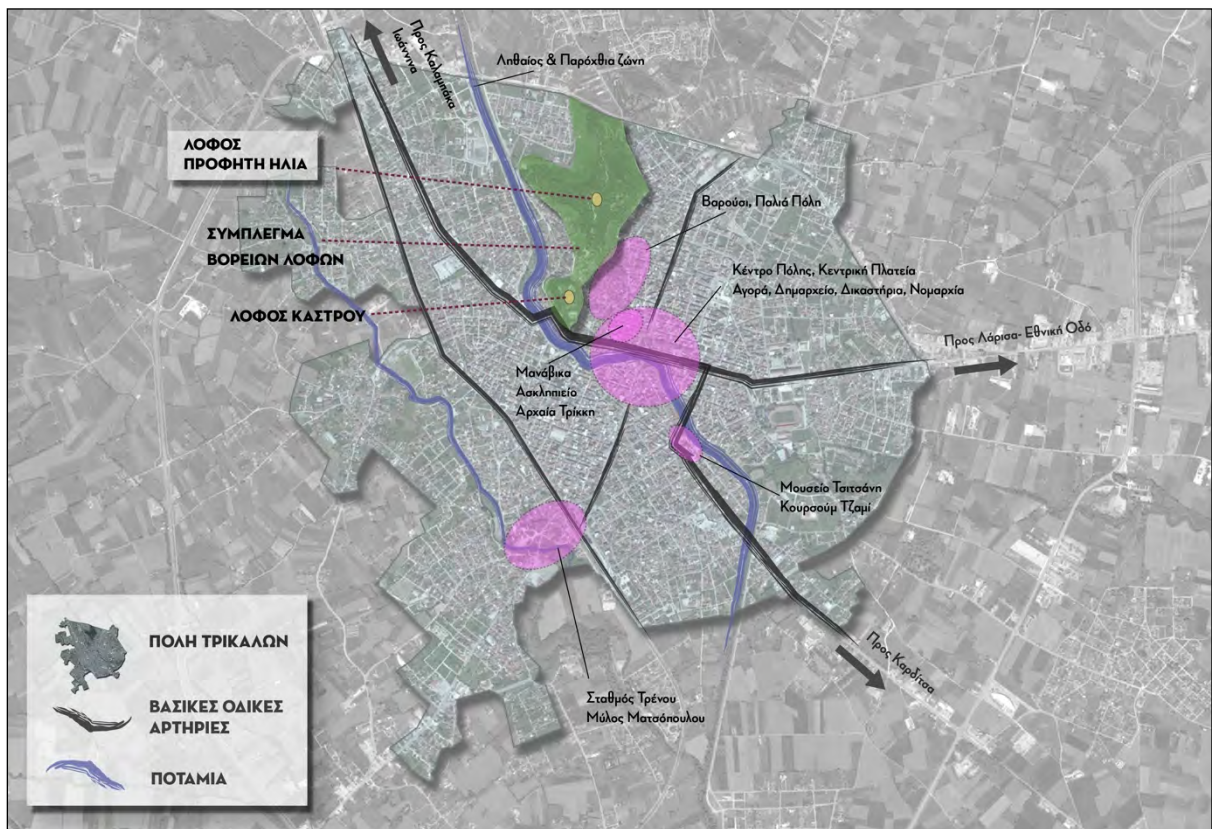 Προς Καλαμπάκα
Ιωάννινα
Ληθαίος & Παρόχθια ζώνη
ΛΟΦΟΣ
ΠΡΟΦΗΤΗ ΗΛΙΑ
Βαρούσι, Παλιά Πόλη
ΣΥΜΠΛΕΓΜΑ
ΒΟΡΕΙΩΝ ΛΟΦΩΝ
Κέντρο Πόλης, Κεντρική Πλατεία
Αγορά, Δημαρχείο, Δικαστήρια, Νομαρχία
ΛΟΦΟΣ ΚΑΣΤΡΟΥ
Προς Λάρισα- Εθνική Οδό
Μανάβικα
Ασκληπιείο
Αρχαία Τρίκκη
Μουσείο Τσιτσάνη
Κουρσούμ Τζαμί
Προς Καρδίτσα
Σταθμός Τρένου
Μύλος Ματσόπουλου
ΠΟΛΗ ΤΡΙΚΑΛΩΝ
ΒΑΣΙΚΕΣ ΟΔΙΚΕΣ
ΑΡΤΗΡΙΕΣ
ΠΟΤΑΜΙΑ